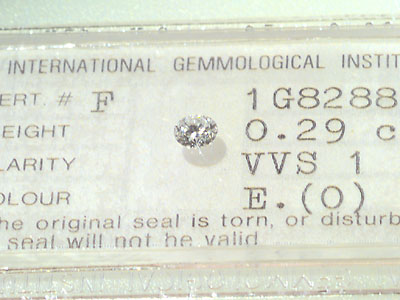 INTERNATIONAL GEMMOLOGICAL INSTIT
ERT. # F 1G8288
EIGHT 0.29 c
LARITY VVS 1
OLOUR E.(O)
he original seal is torn, or disturb
seal will not be valid